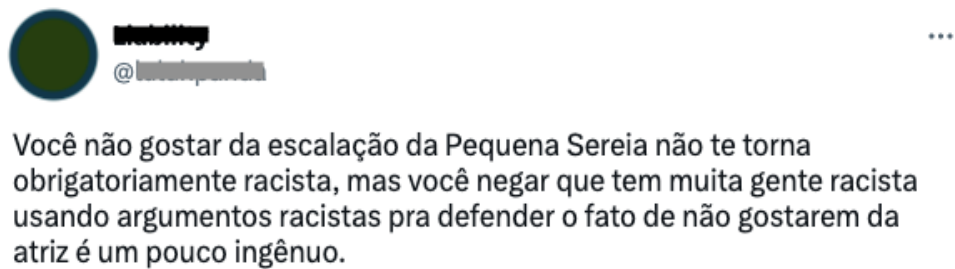 @
Você não gostar da escalação da Pequena Sereia não te torna
obrigatoriamente racista, mas você negar que tem muita gente racista
usando argumentos racistas pra defender o fato de não gostarem da
atriz é um pouco ingênuo.